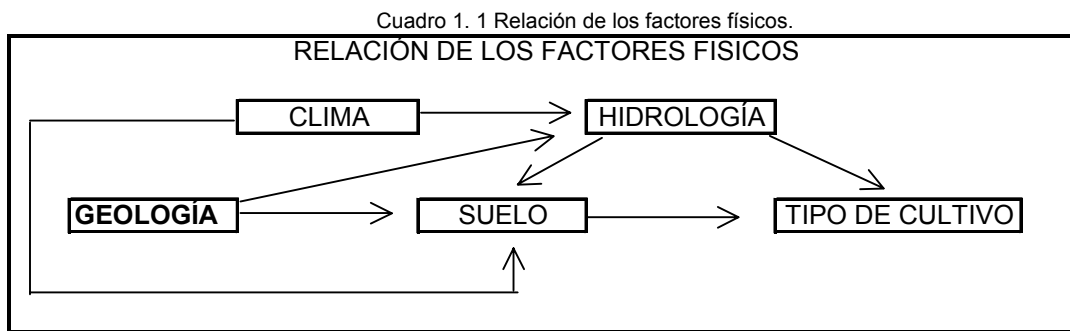 Cuadro 1. 1 Relación de los factores físicos.
RELACIÓN DE LOS FACTORES FISICOS
CLIMA
HIDROLOGÍA
GEOLOGÍA
SUELO
TIPO DE CULTIVO